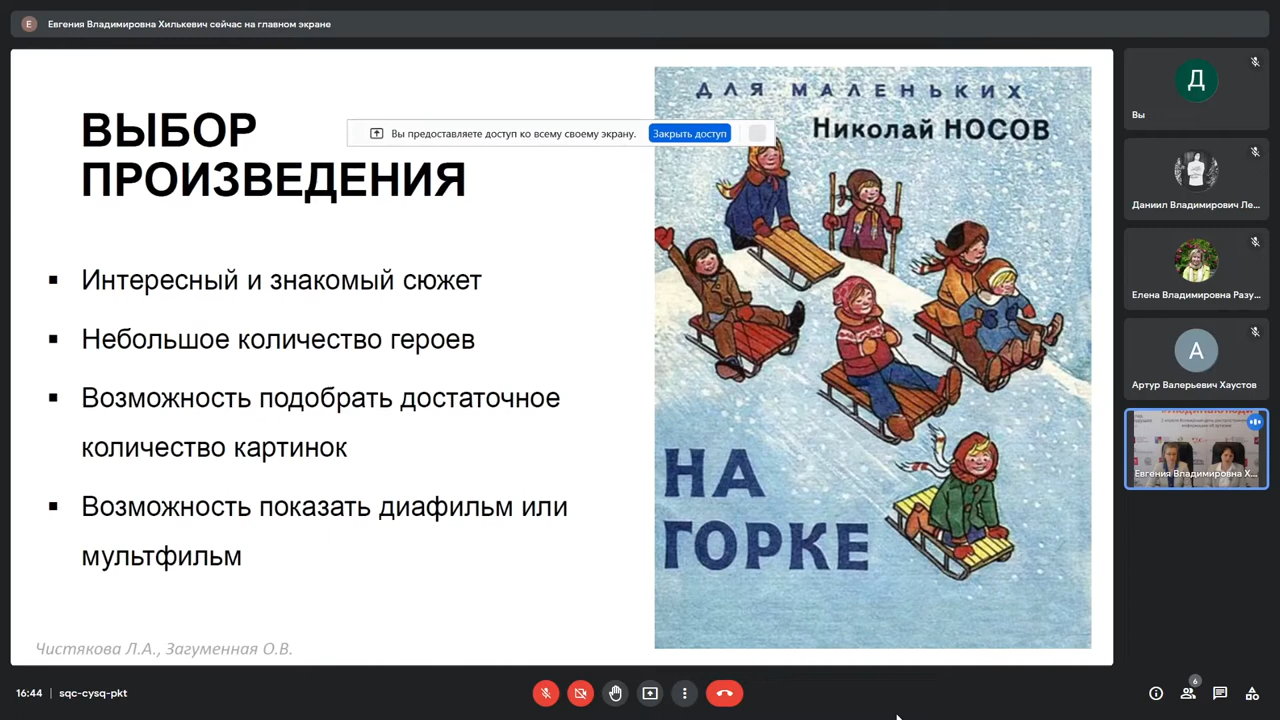 E Евгения Владимировна Хилькевич сейчас на главном экране
ВЫБОР
ПРОИЗВЕДЕНИЯ
Вы предоставляете доступ ко всему своему экрану. Закрыть доступ
▪ Интересный и знакомый сюжет
▪ Небольшое количество героев
▪ Возможность подобрать достаточное
количество картинок
▪ Возможность показать диафильм или
мультфильм
Чистякова Л.А., Загуменная О.В.
ДЛЯ МАЛЕНЬКИХ
Николай НОСОВ
НА
ГОРКЕ
Д
Вы
Даниил Владимирович Ле...
Елена Владимировна Разу...
А
Артур Валерьевич Хаустов
Евгения Владимировна Х...
16:44 | sqc-cysq-pkt
6